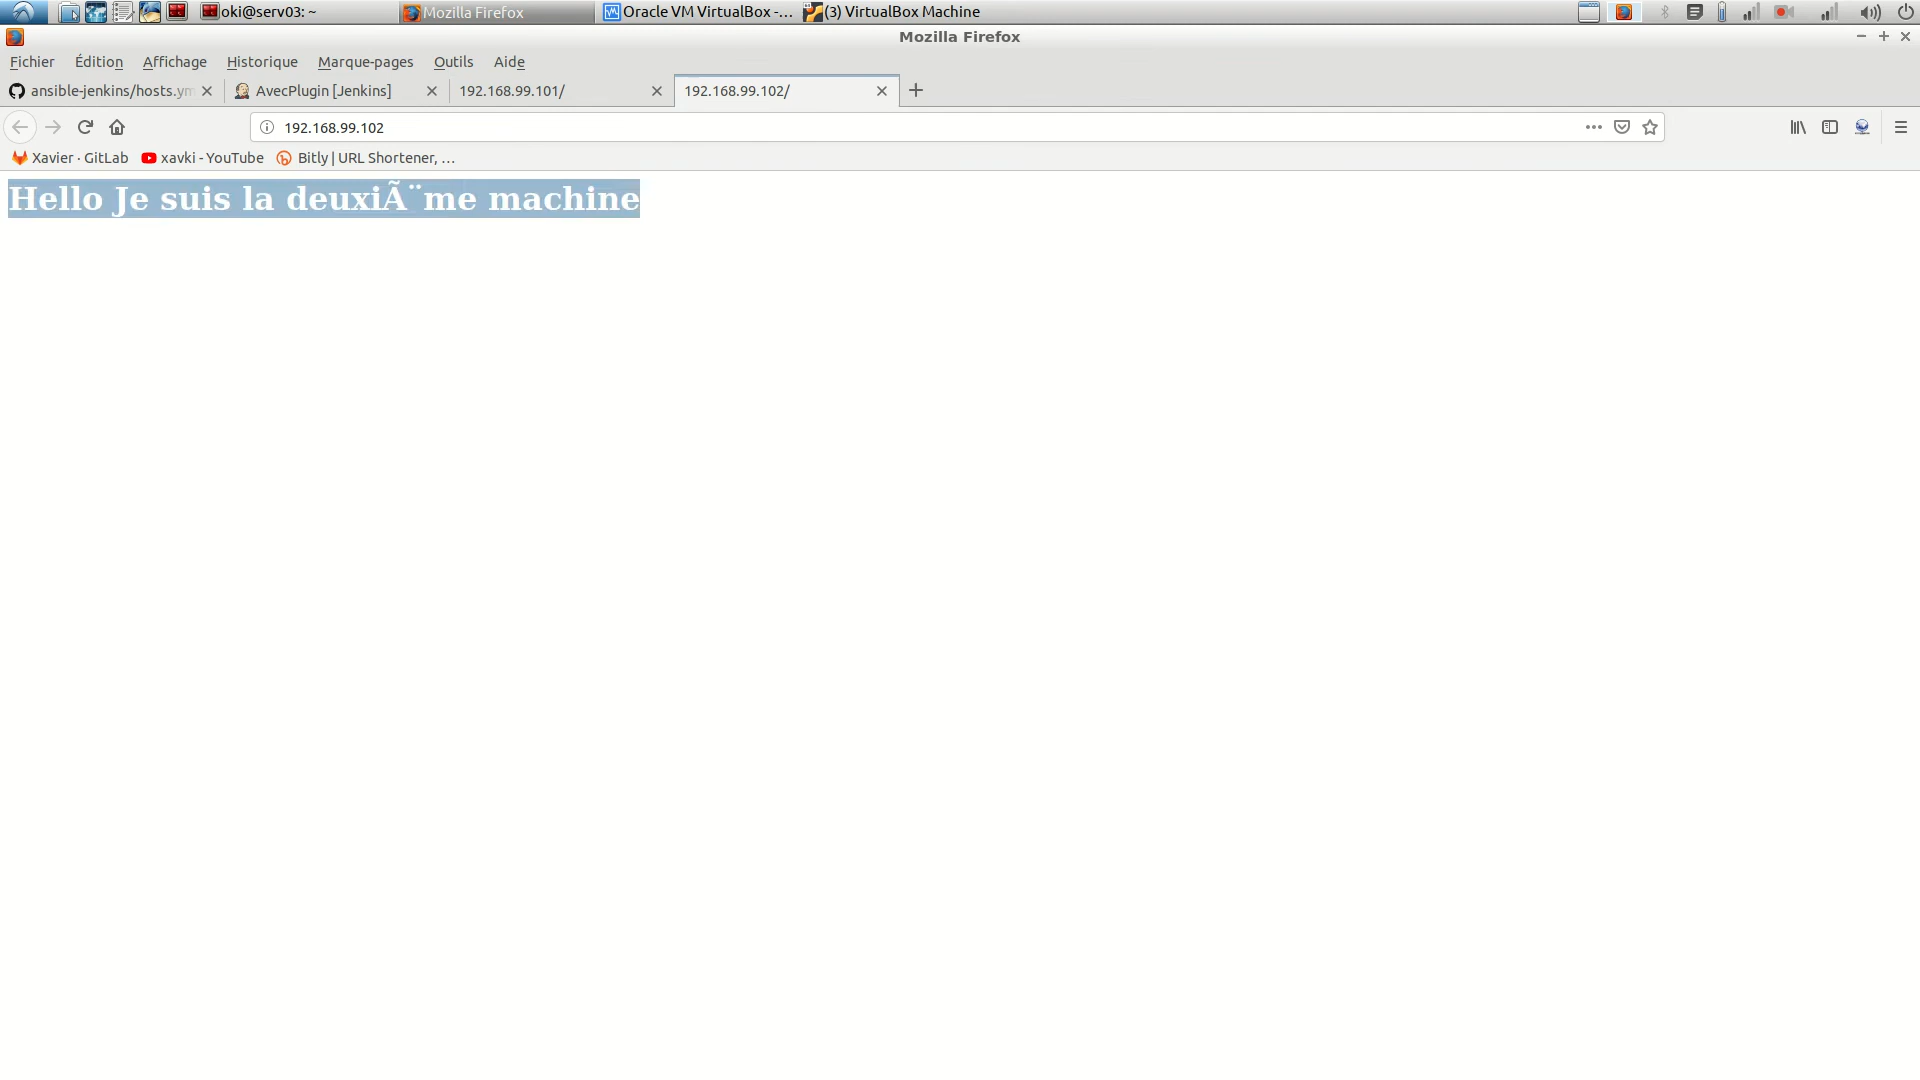 oki@serv03: ~ Mozilla Firefox Oracle VM VirtualBox -... (3) VirtualBox Machine
Mozilla Firefox
Fichier Édition Affichage Historique Marque-pages Outils Aide
ansible-jenkins/hosts.ym AvecPlugin [Jenkins] 192.168.99.101/ 192.168.99.102/
192.168.99.102
Xavier · GitLab xavki - YouTube Bitly | URL Shortener, ...
Hello Je suis la deuxiÃ¨me machine